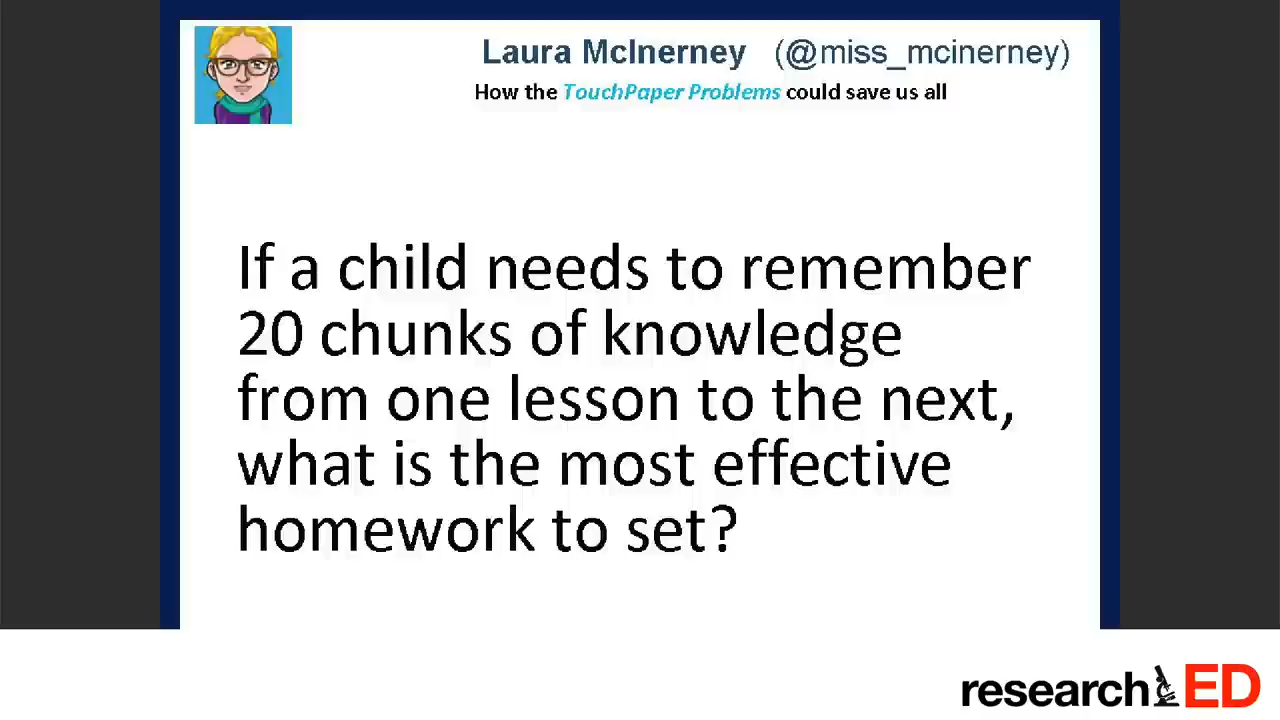 Laura McInerney (@miss_mcinerney)
How the TouchPaper Problems could save us all
If a child needs to remember
20 chunks of knowledge
from one lesson to the next,
what is the most effective
homework to set?
researchED